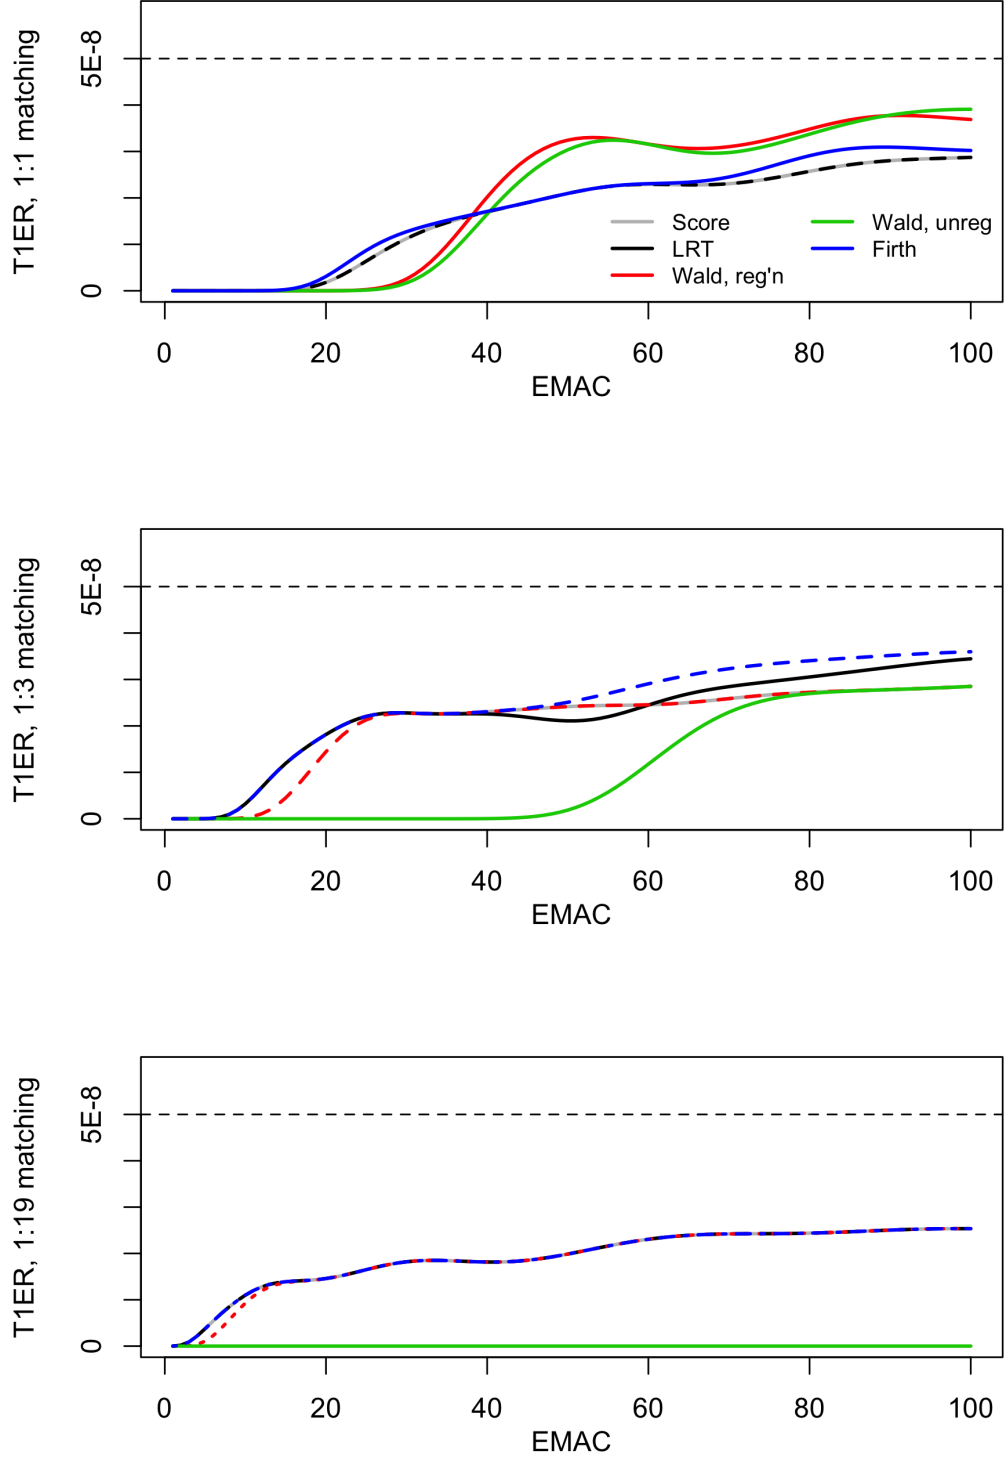 T1ER, 1:1 matching
5E-8
0
Score
LRT
Wald, reg'n
Wald, unreg
Firth
0 20 40 60 80 100
EMAC
T1ER, 1:3 matching
5E-8
0
0 20 40 60 80 100
EMAC
T1ER, 1:19 matching
5E-8
0
0 20 40 60 80 100
EMAC